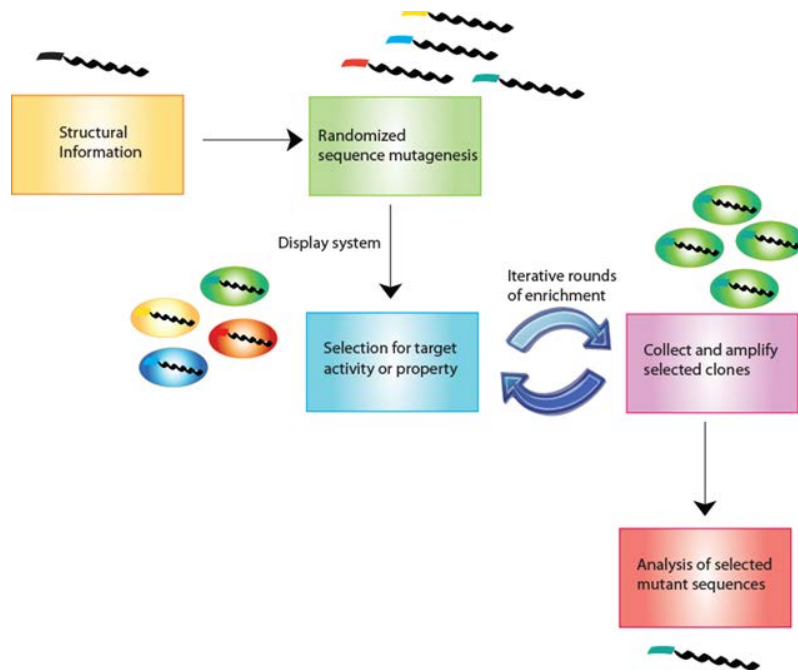 Structural
Information
Randomized
sequence mutagenesis
Display system
Iterative rounds
of enrichment
Selection for target
activity or property
Collect and amplify
selected clones
Analysis of selected
mutant sequences